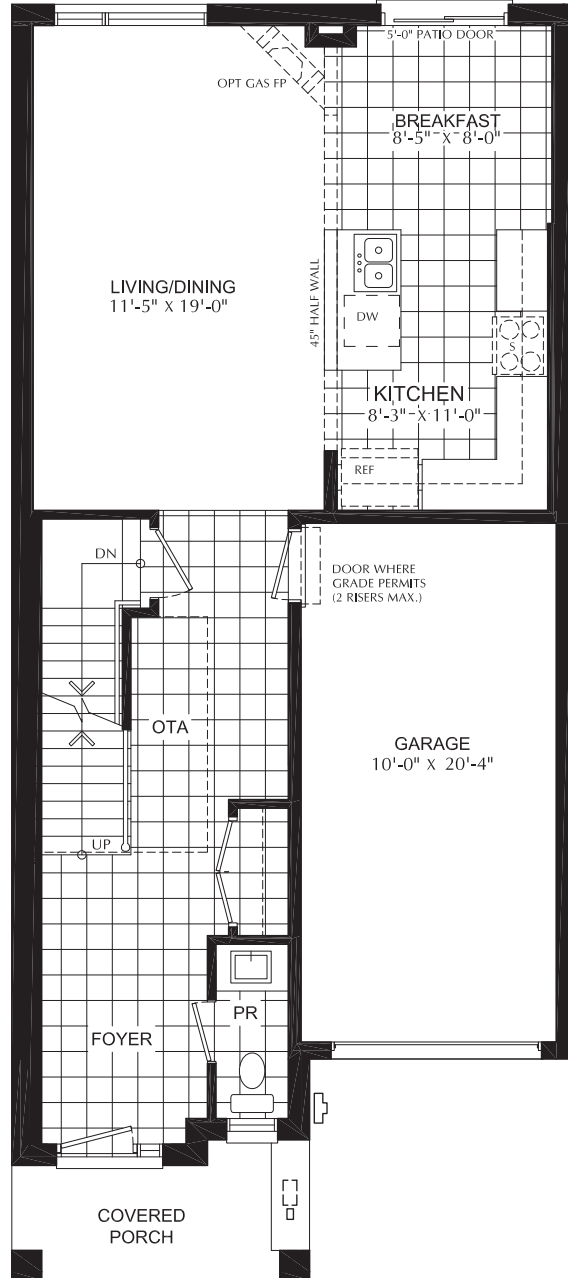 5'-0" PATIO DOOR
OPT GAS FP
BREAKFAST
8'-5" X 8'-0"
LIVING/DINING
11'-5" X 19'-0"
45" HALF WALL
DW
S
KITCHEN
8'-3" X 11'-0"
REF
DN
DOOR WHERE
GRADE PERMITS
(2 RISERS MAX.)
OTA
GARAGE
10'-0" X 20'-4"
UP
PR
FOYER
COVERED
PORCH